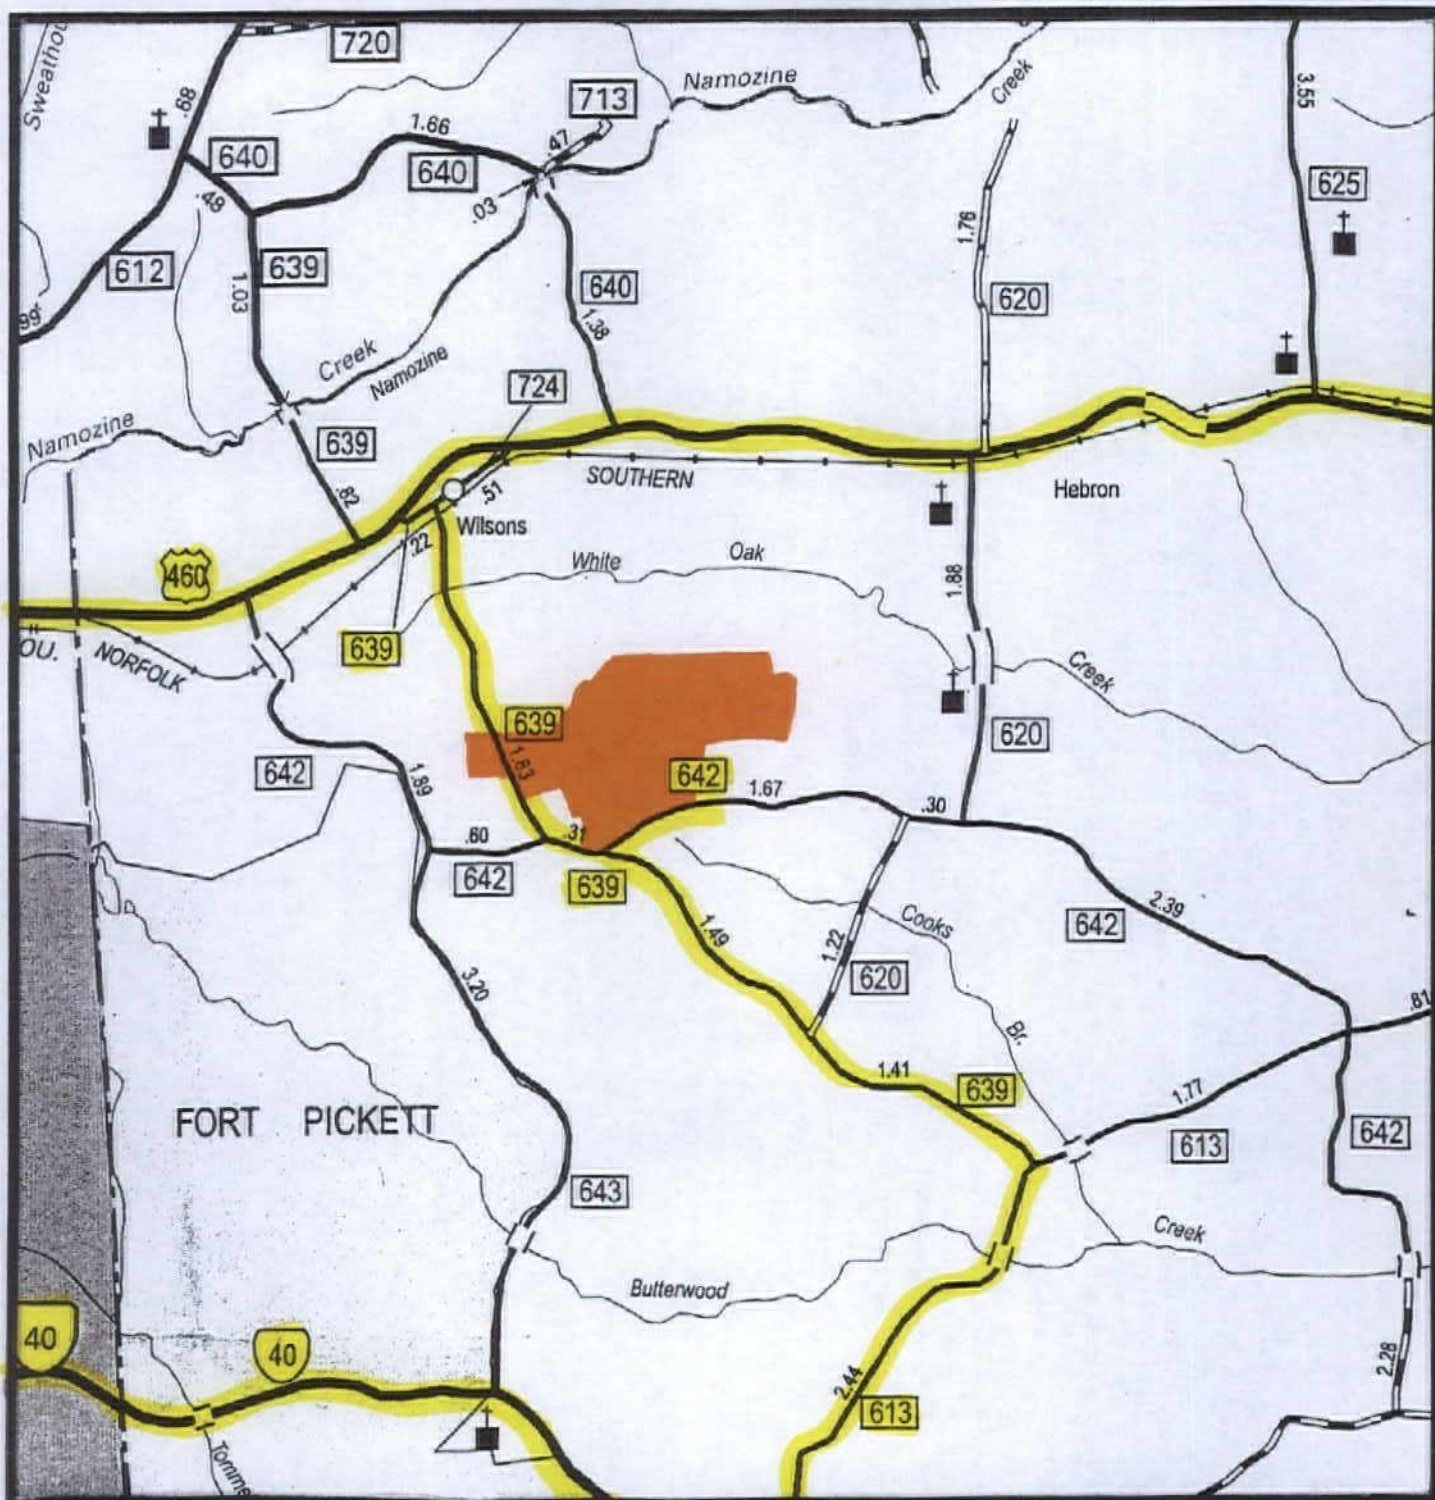 Sweathou
720
.68
713
Namozine
Creek
3.55
1.66
.47
640
640
625
.48
.03
1.76
612
639
1.03
640
620
.99
1.38
Creek
Namozine
724
Namozine
639
SOUTHERN
Hebron
.82
.51
Wilsons
.22
White
Oak
460
1.88
OU.
NORFOLK
639
Creek
639
620
642
1.89
1.83
642
1.67
.30
.60
.31
642
639
2.39
Cooks
642
1.49
1.22
620
3.20
.81
Br.
1.41
639
1.77
FORT PICKETT
613
642
643
Creek
Butterwood
40
40
2.28
2.44
613
Tomme